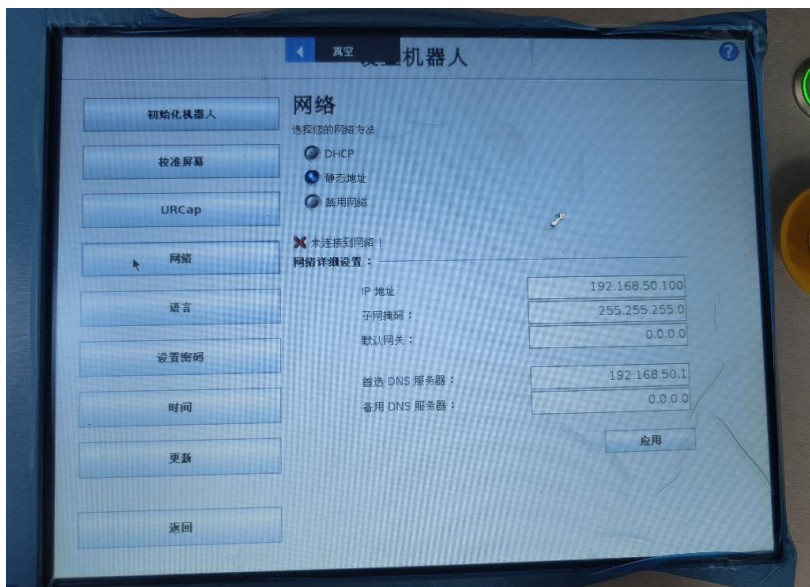 真空
机器人
初始化机器人
校准屏幕
URCap
网络
语言
设置密码
时间
更新
返回
网络
选择您的网络方法
DHCP
静态地址
禁用网络
未连接到网络!
网络详细设置:
IP 地址
192.168.50.100
子网掩码:
255.255.255.0
默认网关:
0.0.0.0
首选 DNS 服务器:
192.168.50.1
备用 DNS 服务器:
0.0.0.0
应用